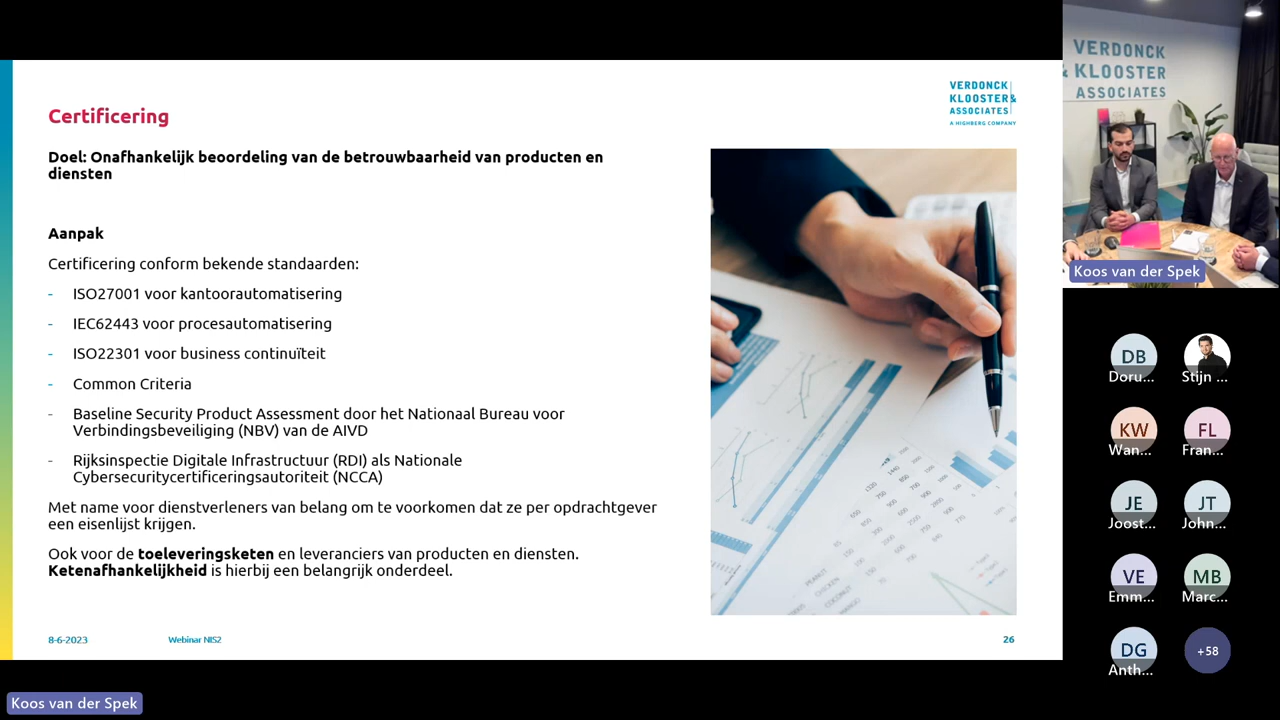 Certificering
VERDONCK
KLOOSTER&
ASSOCIATES
A HIGHBERG COMPANY
Doel: Onafhankelijk beoordeling van de betrouwbaarheid van producten en
diensten
Aanpak
Certificering conform bekende standaarden:
- ISO27001 voor kantoorautomatisering
- IEC62443 voor procesautomatisering
- ISO22301 voor business continuïteit
- Common Criteria
- Baseline Security Product Assessment door het Nationaal Bureau voor
Verbindingsbeveiliging (NBV) van de AIVD
- Rijksinspectie Digitale Infrastructuur (RDI) als Nationale
Cybersecuritycertificeringsautoriteit (NCCA)
Met name voor dienstverleners van belang om te voorkomen dat ze per opdrachtgever
een eisenlijst krijgen.
Ook voor de toeleveringsketen en leveranciers van producten en diensten.
Ketenafhankelijkheid is hierbij een belangrijk onderdeel.
8-6-2023
Webinar NIS2
26
VERDONCK
& KLOOSTER
ASSOCIATES
Koos van der Spek
DB
Doru...
Stijn ...
KW
Wan...
FL
Fran...
JE
Joost...
JT
John...
VE
Emm...
MB
Marc...
DG
Anth...
+58
Koos van der Spek